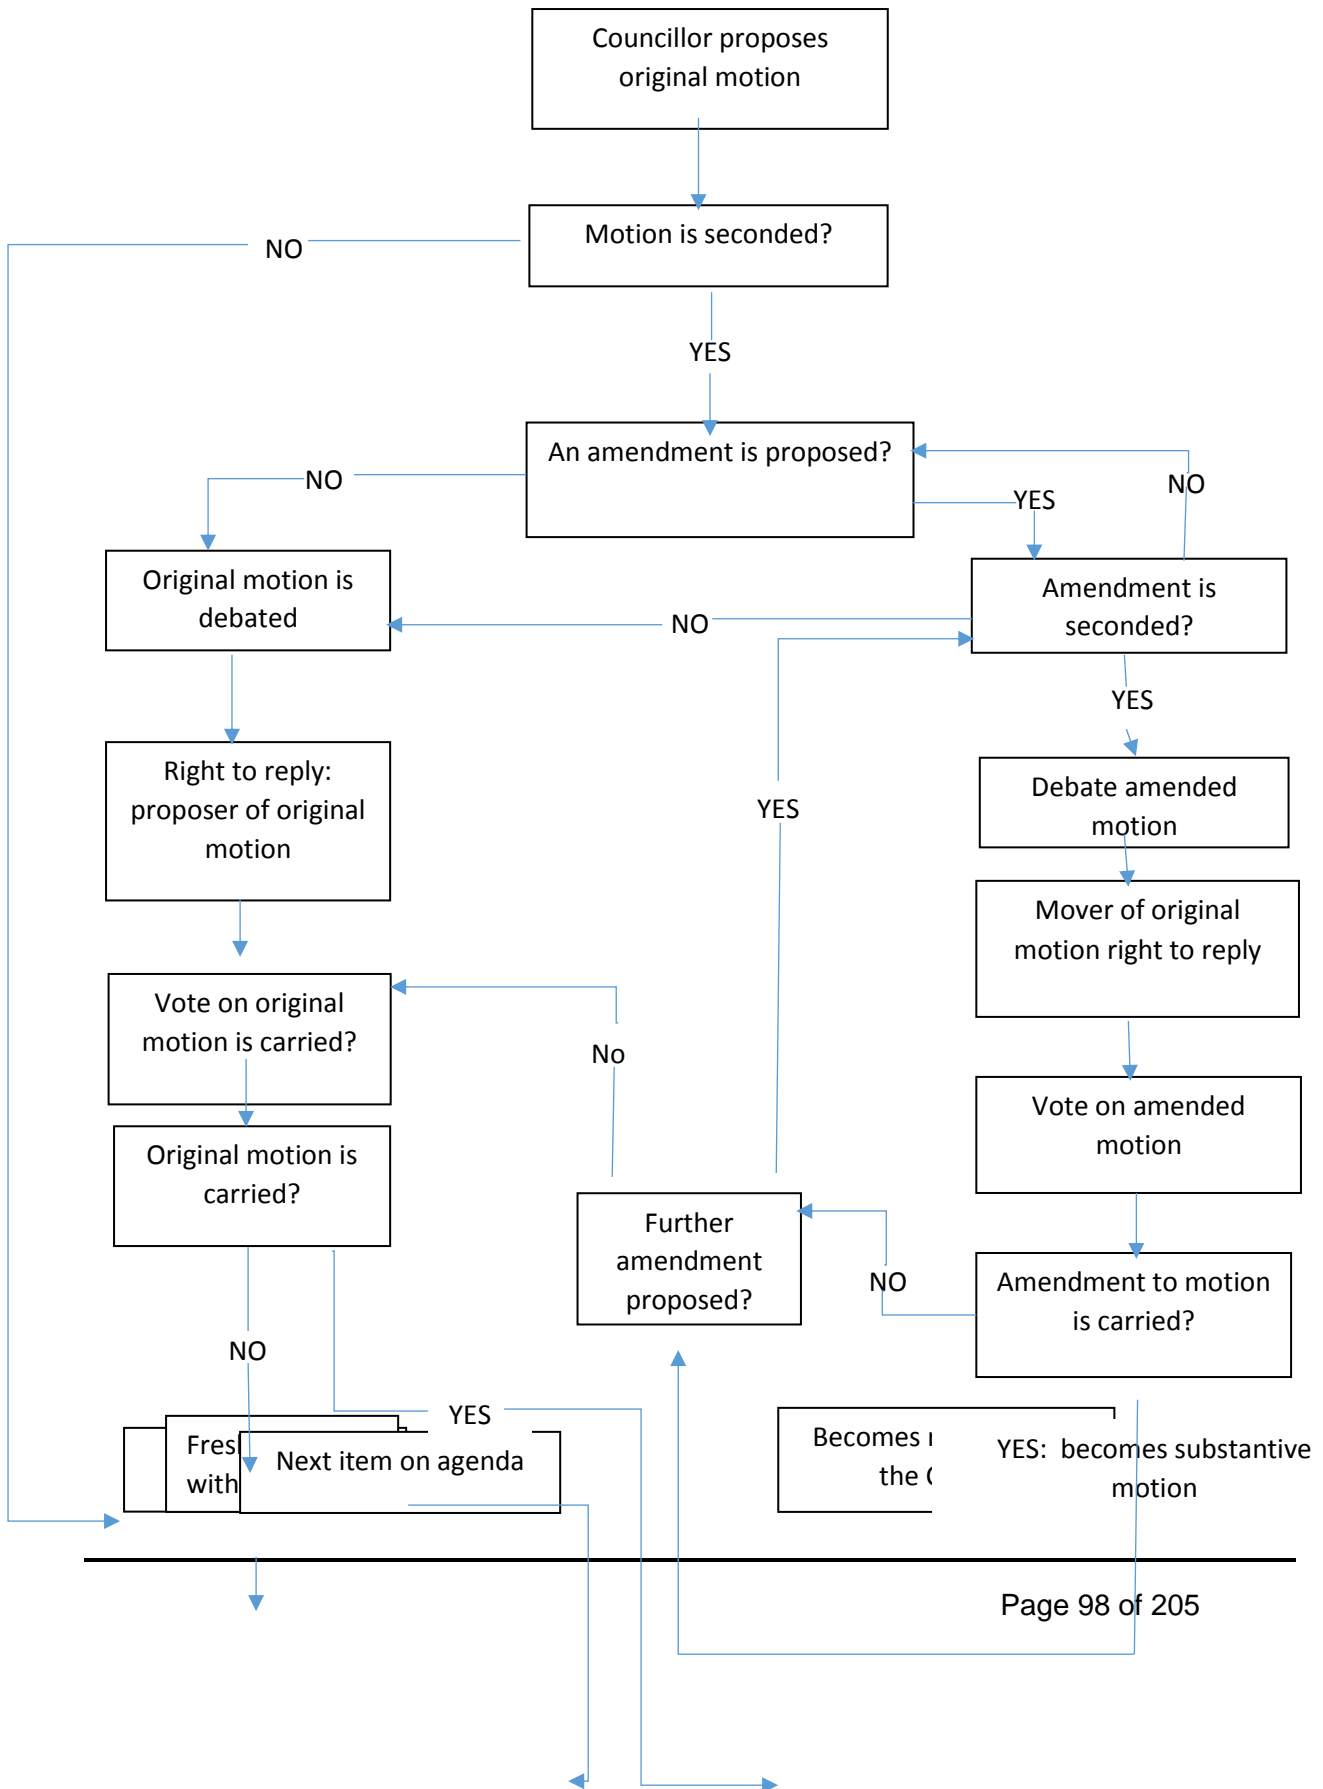 Councillor proposes
original motion
Motion is seconded?
NO
YES
An amendment is proposed?
NO
YES
NO
Original motion is
debated
Amendment is
seconded?
NO
YES
Right to reply:
proposer of original
motion
Debate amended
motion
YES
Mover of original
motion right to reply
Vote on original
motion is carried?
No
Vote on amended
motion
Original motion is
carried?
Further
amendment
proposed?
NO
Amendment to motion
is carried?
NO
YES
with
Next item on agenda
Becomes
the
YES: becomes substantive
motion
Page 98 of 205